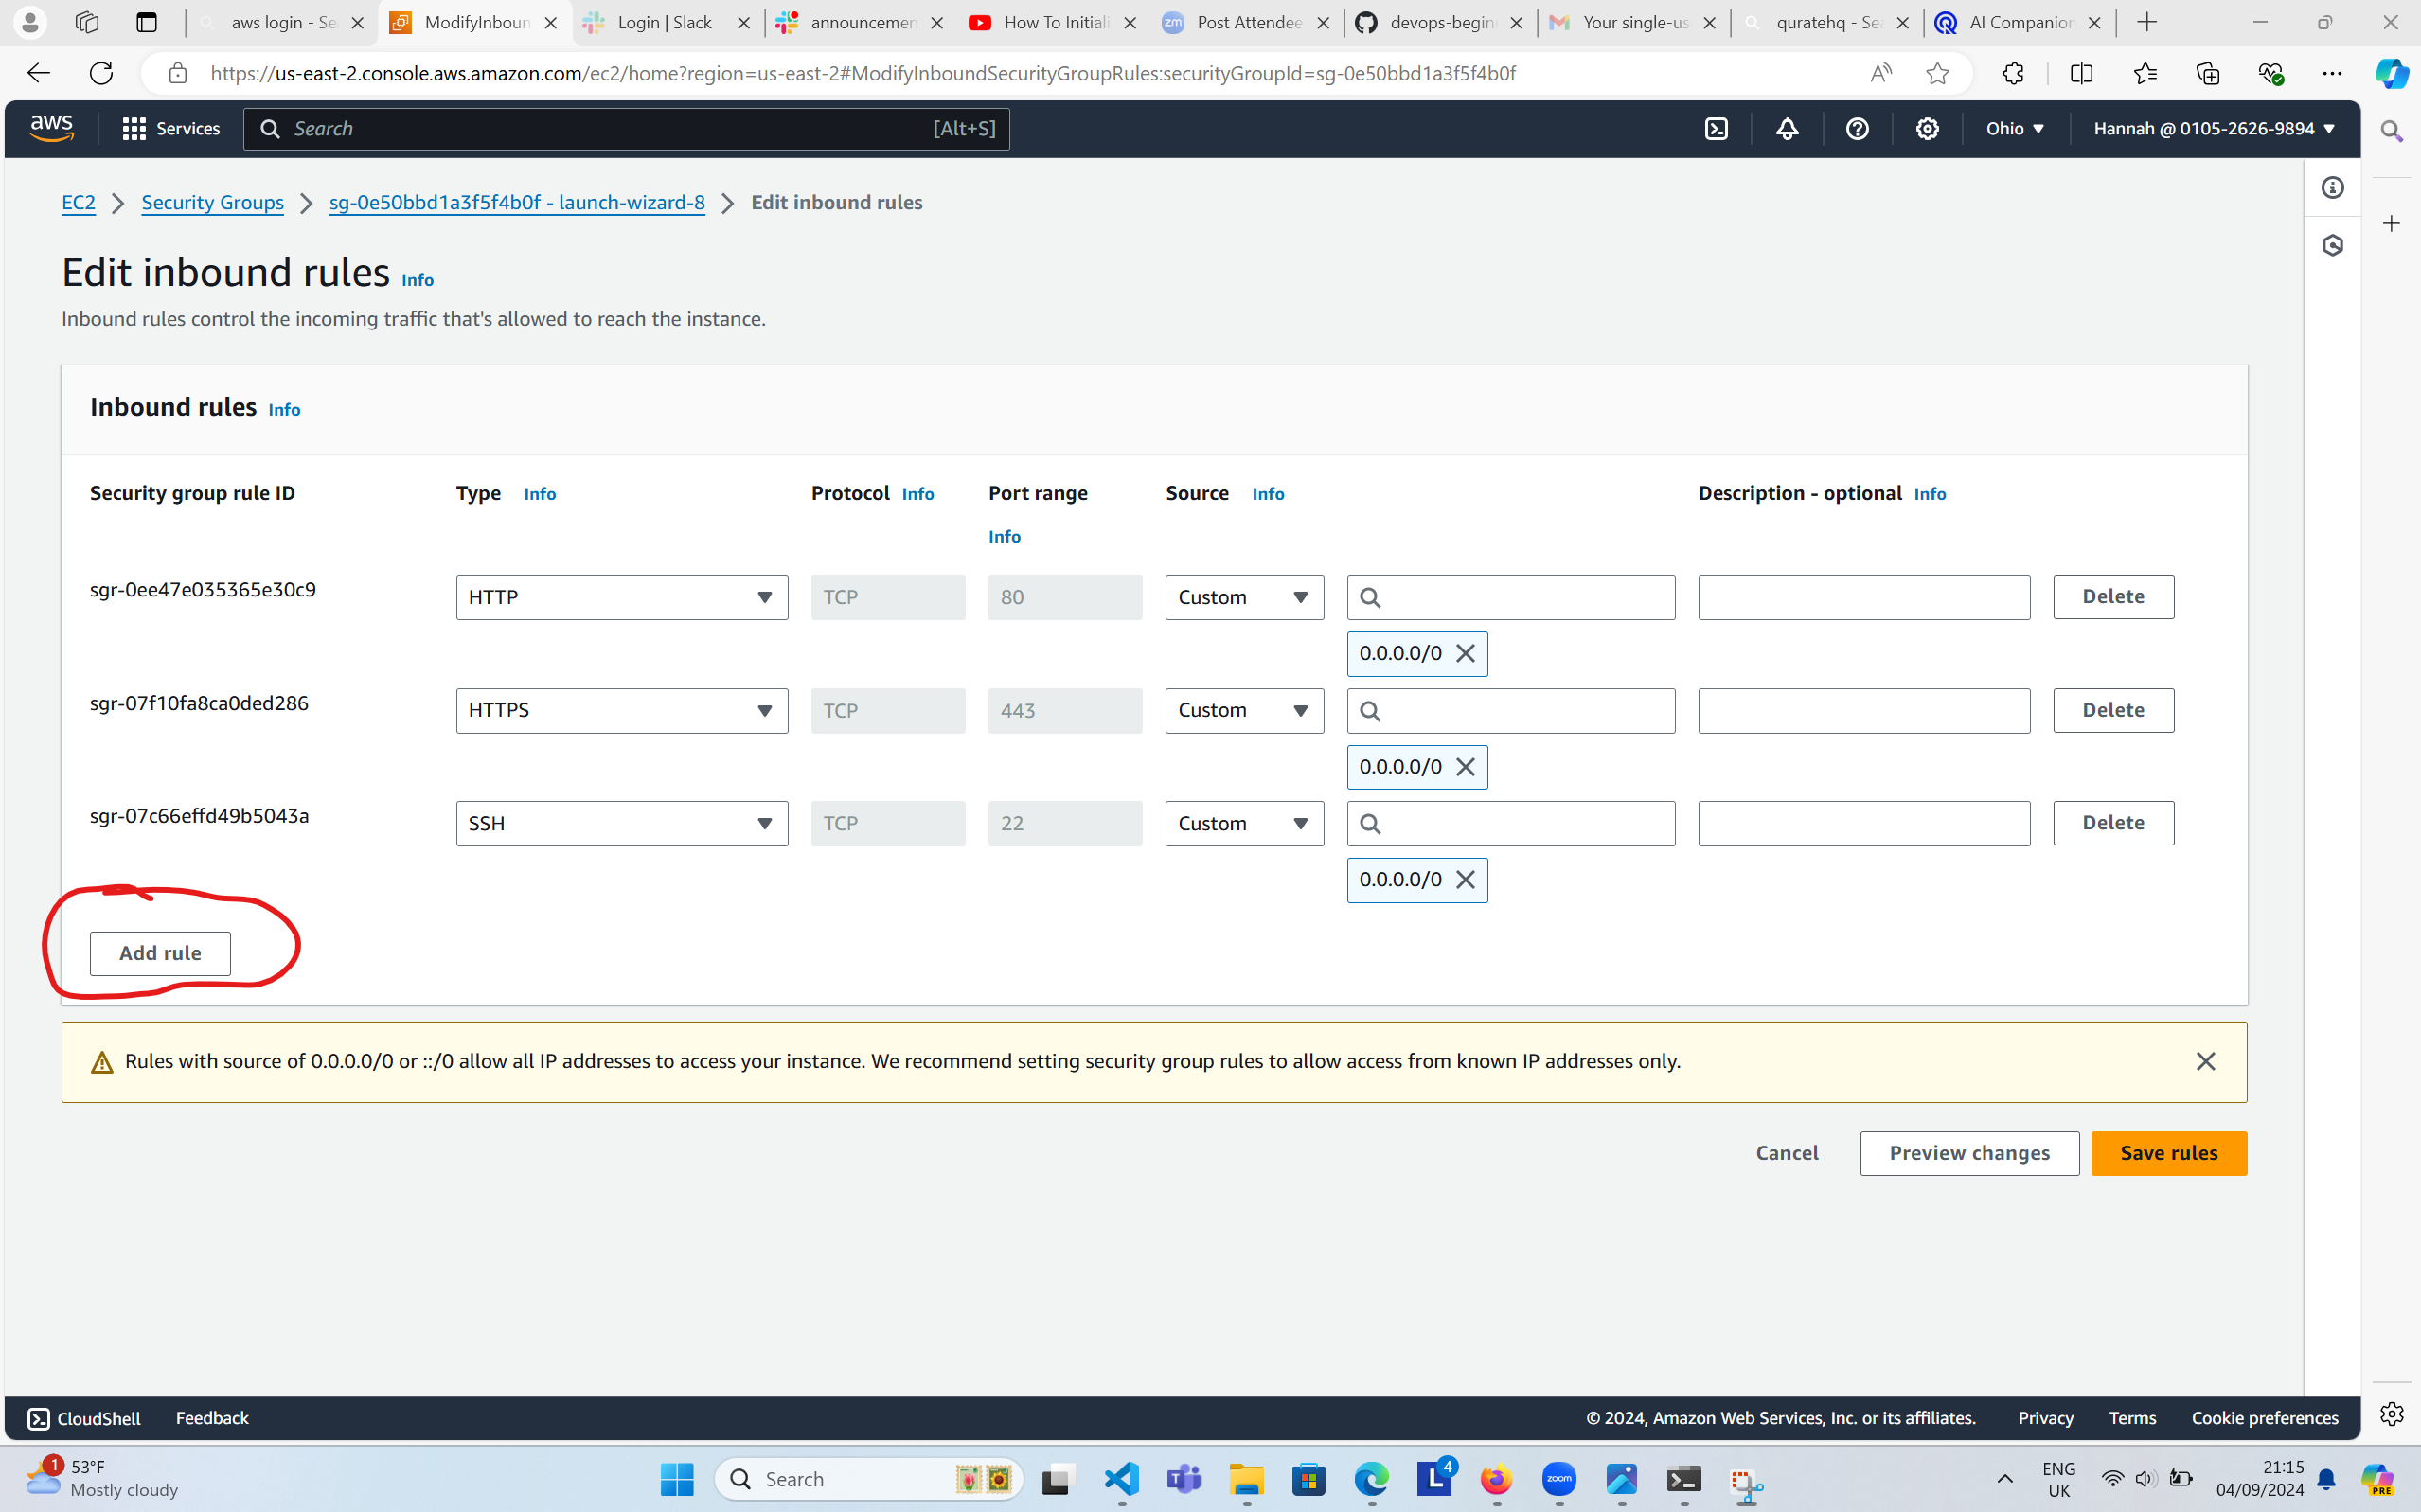 aws login - Se
ModifyInboun
Login | Slack
announcemen
How To Initiali
zm
Post Attendee
devops-begin
Your single-us
quratehq - Sea
AI Companion
https://us-east-2.console.aws.amazon.com/ec2/home?region=us-east-2#ModifyInboundSecurityGroupRules:securityGroupId=sg-0e50bbd1a3f5f4b0f
aws
Services
Search
[Alt+S]
Ohio
Hannah @ 0105-2626-9894
EC2
Security Groups
sg-0e50bbd1a3f5f4b0f - launch-wizard-8
Edit inbound rules
Edit inbound rules Info
Inbound rules control the incoming traffic that's allowed to reach the instance.
Inbound rules Info
Security group rule ID
Type Info
Protocol Info
Port range
Info
Source Info
Description - optional Info
sgr-0ee47e035365e30c9
HTTP
TCP
80
Custom
Delete
0.0.0.0/0
sgr-07f10fa8ca0ded286
HTTPS
TCP
443
Custom
Delete
0.0.0.0/0
sgr-07c66effd49b5043a
SSH
TCP
22
Custom
Delete
0.0.0.0/0
Add rule
Rules with source of 0.0.0.0/0 or ::/0 allow all IP addresses to access your instance. We recommend setting security group rules to allow access from known IP addresses only.
Cancel
Preview changes
Save rules
CloudShell
Feedback
© 2024, Amazon Web Services, Inc. or its affiliates.
Privacy
Terms
Cookie preferences
1
53°F
Mostly cloudy
Search
L
4
zoom
ENG
UK
21:15
04/09/2024
PRE